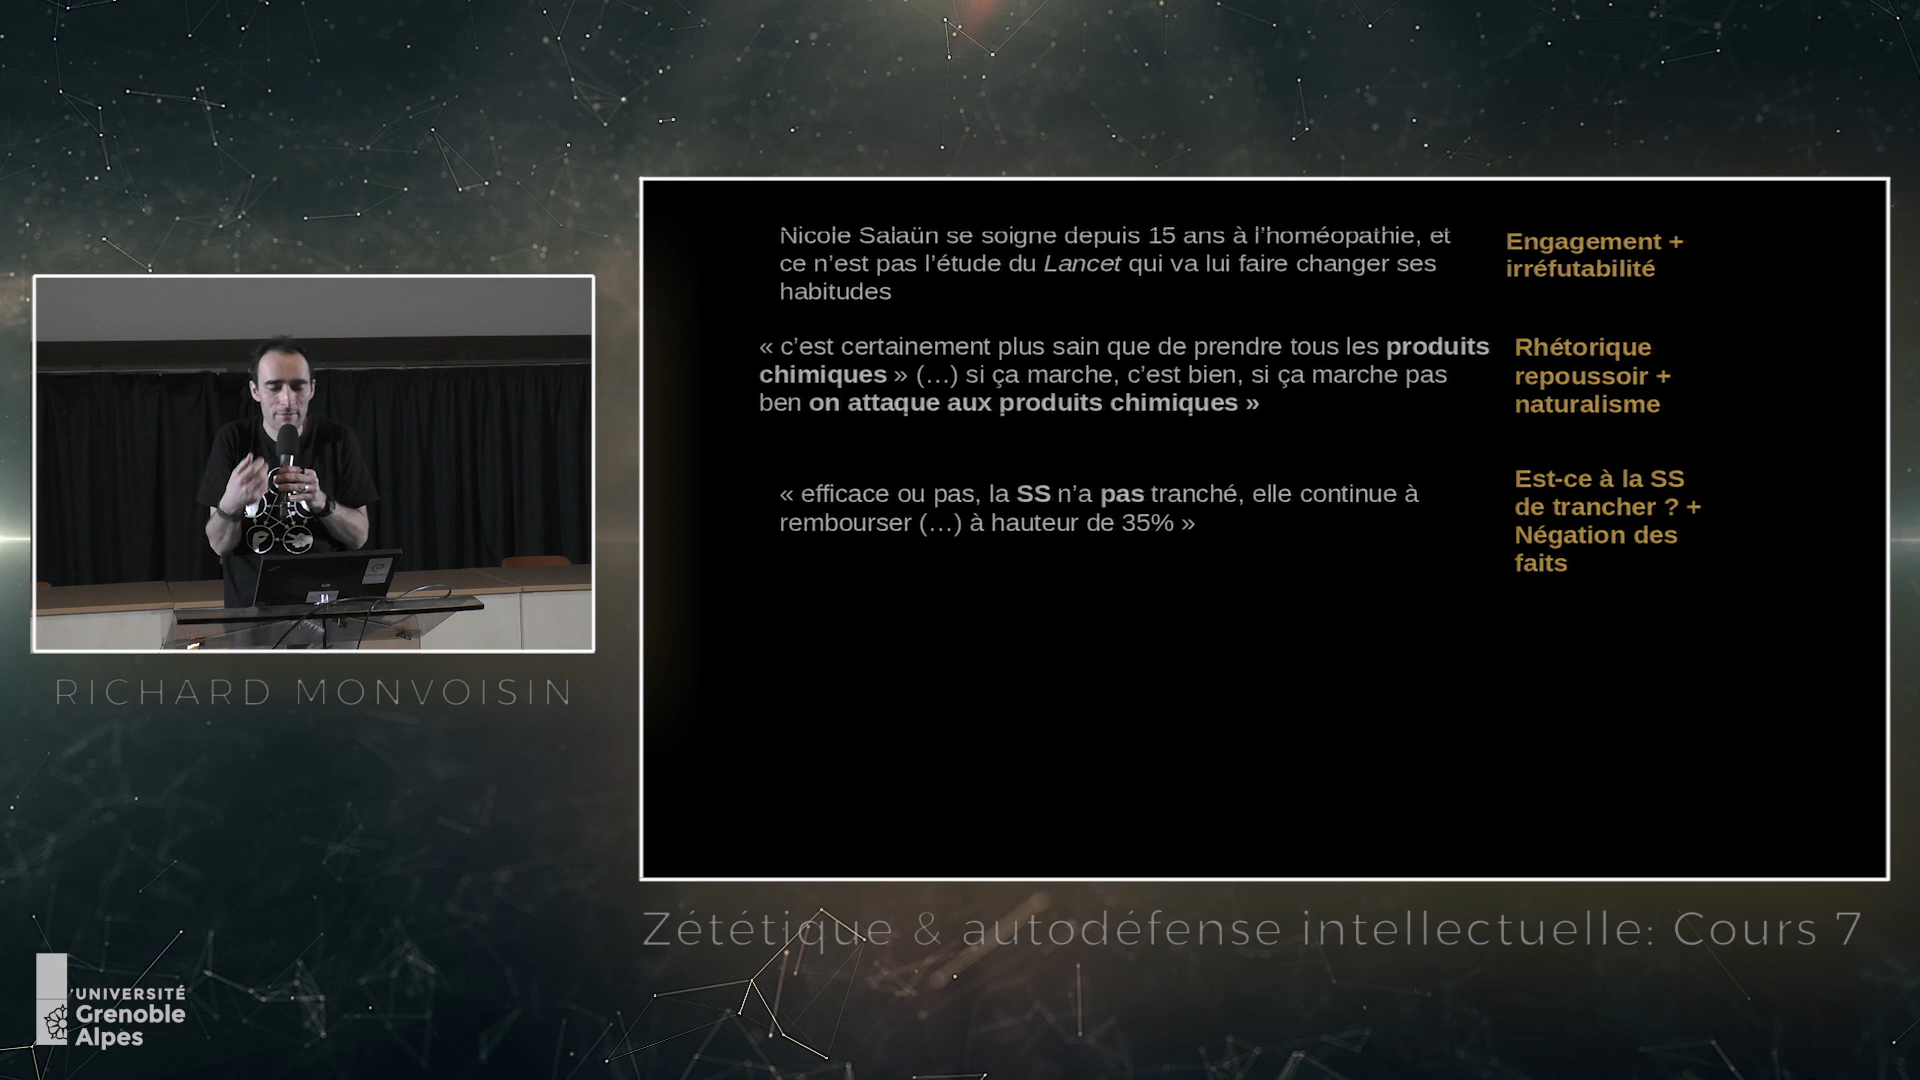 Nicole Salaün se soigne depuis 15 ans à l’homéopathie, et
ce n’est pas l’étude du Lancet qui va lui faire changer ses
habitudes
Engagement +
irréfutabilité
« c’est certainement plus sain que de prendre tous les produits
chimiques » (…) si ça marche, c’est bien, si ça marche pas
ben on attaque aux produits chimiques »
Rhétorique
repoussoir +
naturalisme
« efficace ou pas, la SS n’a pas tranché, elle continue à
rembourser (…) à hauteur de 35% »
Est-ce à la SS
de trancher ? +
Négation des
faits
RICHARD MONVOISIN
Zététique & autodéfense intellectuelle: Cours 7
UNIVERSITÉ
Grenoble
Alpes